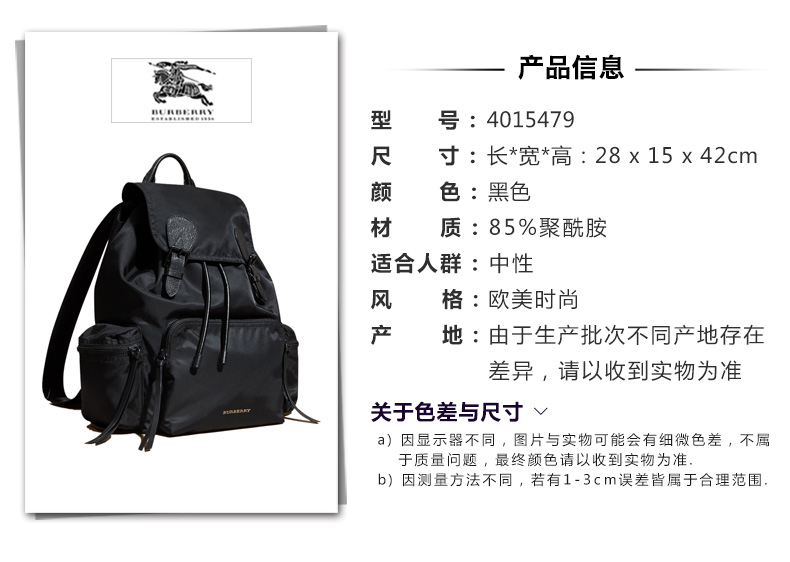 BURBERRY
ESTABLISHED 1856
BURBERRY
产品信息
型 号：4015479
尺 寸：长*宽*高：28 x 15 x 42cm
颜 色：黑色
材 质：85%聚酰胺
适合人群：中性
风 格：欧美时尚
产 地：由于生产批次不同产地存在
差异，请以收到实物为准
关于色差与尺寸
a) 因显示器不同，图片与实物可能会有细微色差，不属
于质量问题，最终颜色请以收到实物为准.
b) 因测量方法不同，若有1-3cm误差皆属于合理范围.